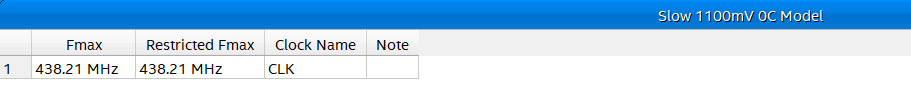 Slow 1100mV 0C Model
Fmax Restricted Fmax Clock Name Note
1 438.21 MHz 438.21 MHz CLK